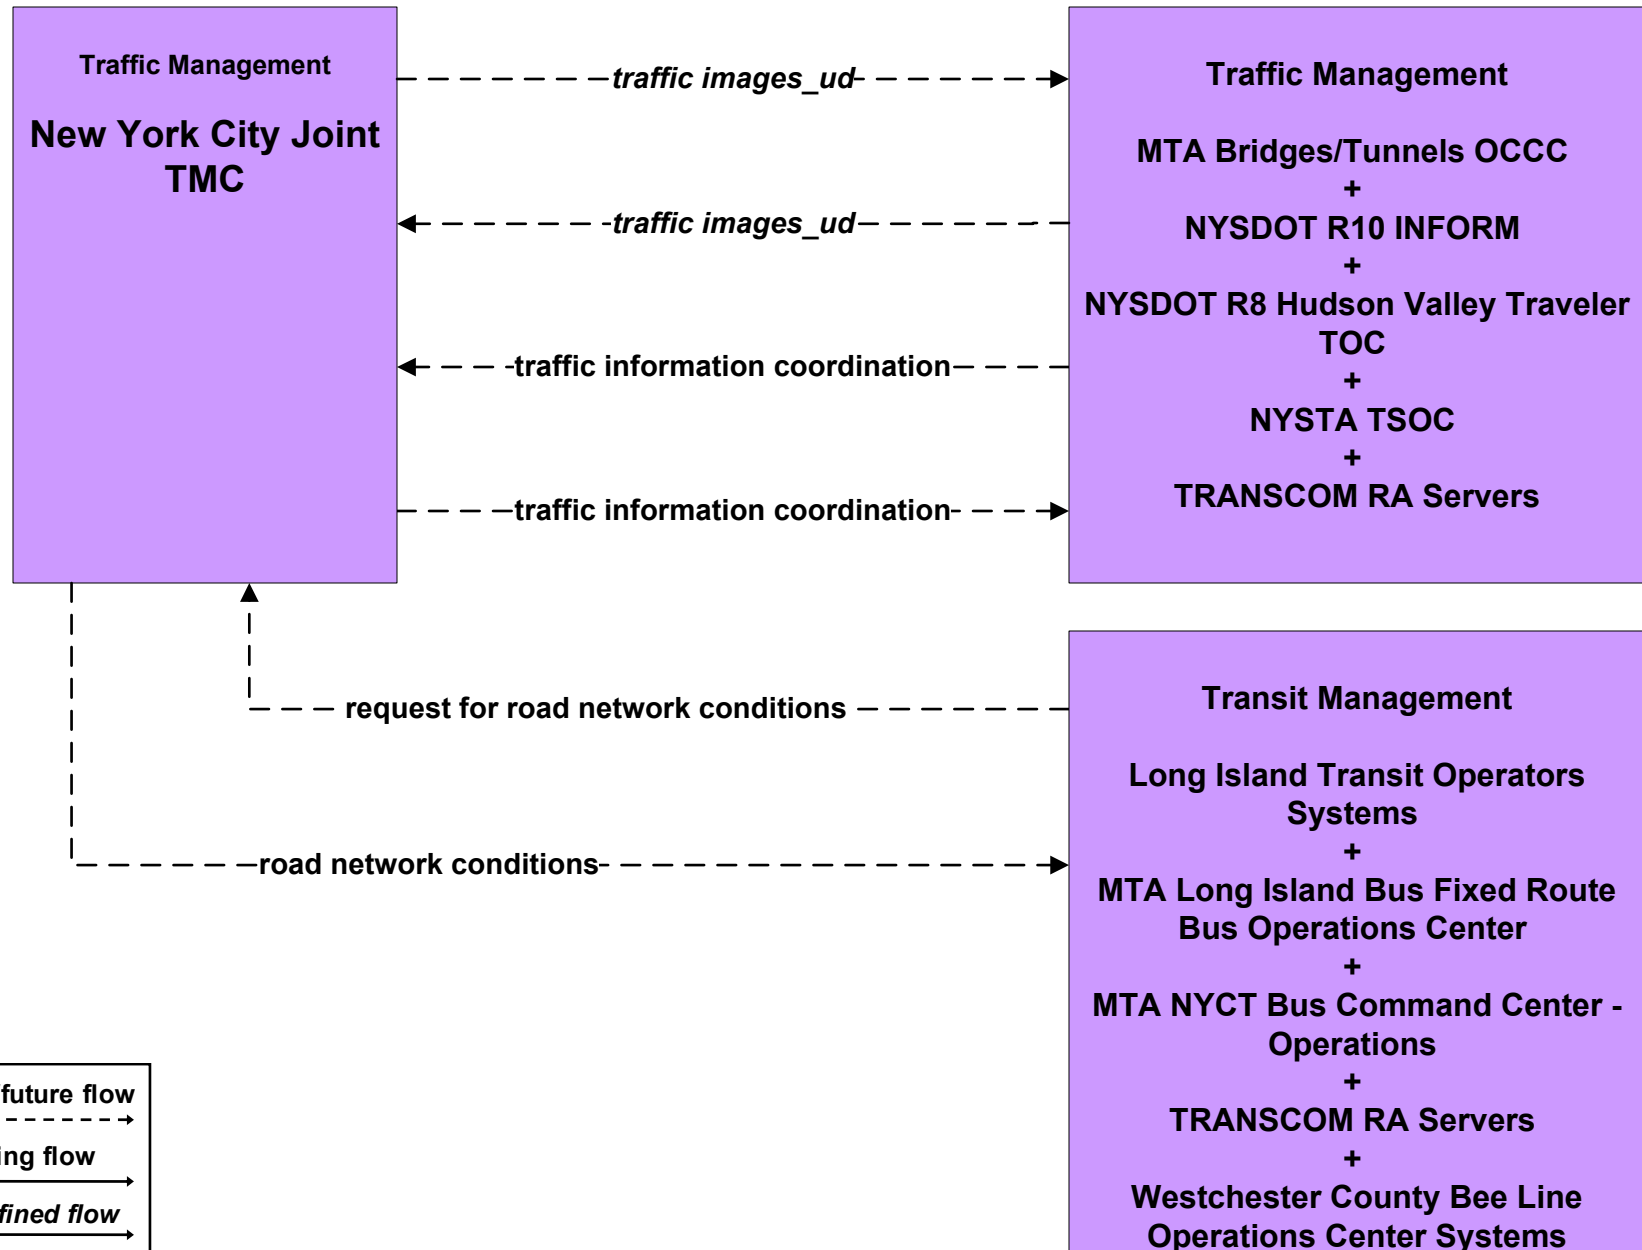 Traffic Management
New York City Joint
TMC
traffic images_ud
traffic images_ud
traffic information coordination
traffic information coordination
Traffic Management
MTA Bridges/Tunnels OCCC
+
NYSDOT R10 INFORM
+
NYSDOT R8 Hudson Valley Traveler
TOC
+
NYSTA TSOC
+
TRANSCOM RA Servers
request for road network conditions
road network conditions
Transit Management
Long Island Transit Operators
Systems
+
MTA Long Island Bus Fixed Route
Bus Operations Center
+
MTA NYCT Bus Command Center -
Operations
+
TRANSCOM RA Servers
+
Westchester County Bee Line
Operations Center Systems
future flow
ing flow
fined flow